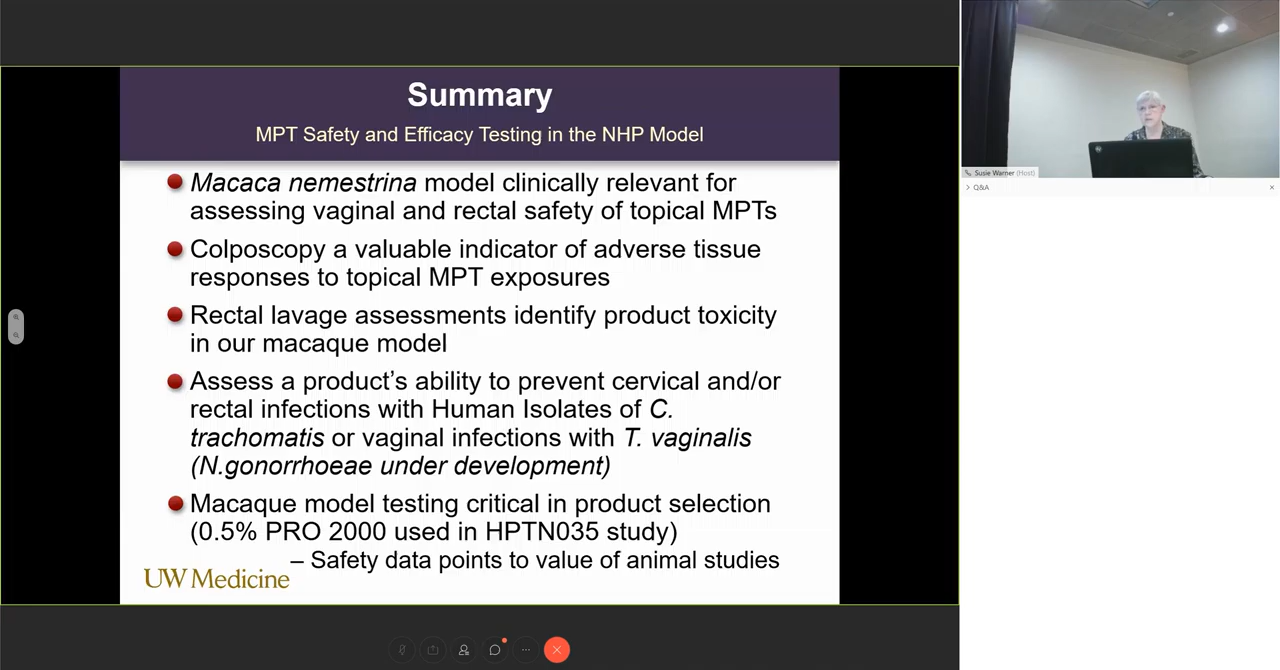 Summary
MPT Safety and Efficacy Testing in the NHP Model
Macaca nemestrina model clinically relevant for
assessing vaginal and rectal safety of topical MPTs
Colposcopy a valuable indicator of adverse tissue
responses to topical MPT exposures
Rectal lavage assessments identify product toxicity
in our macaque model
Assess a product’s ability to prevent cervical and/or
rectal infections with Human Isolates of C.
trachomatis or vaginal infections with T. vaginalis
(N.gonorrhoeae under development)
Macaque model testing critical in product selection
(0.5% PRO 2000 used in HPTN035 study)
– Safety data points to value of animal studies
UW Medicine
Susie Warner (Host)
Q&A